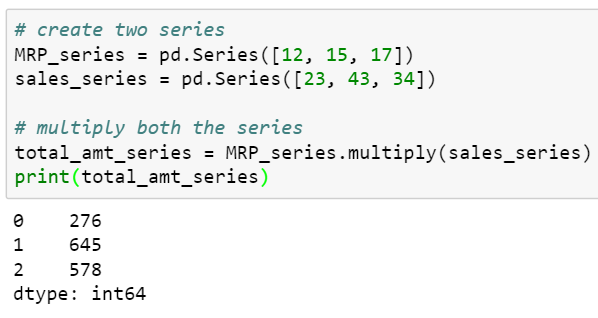 # create two series
MRP_series = pd.Series([12, 15, 17])
sales_series = pd.Series([23, 43, 34])
# multiply both the series
total_amt_series = MRP_series.multiply(sales_series)
print(total_amt_series)
0    276
1    645
2    578
dtype: int64